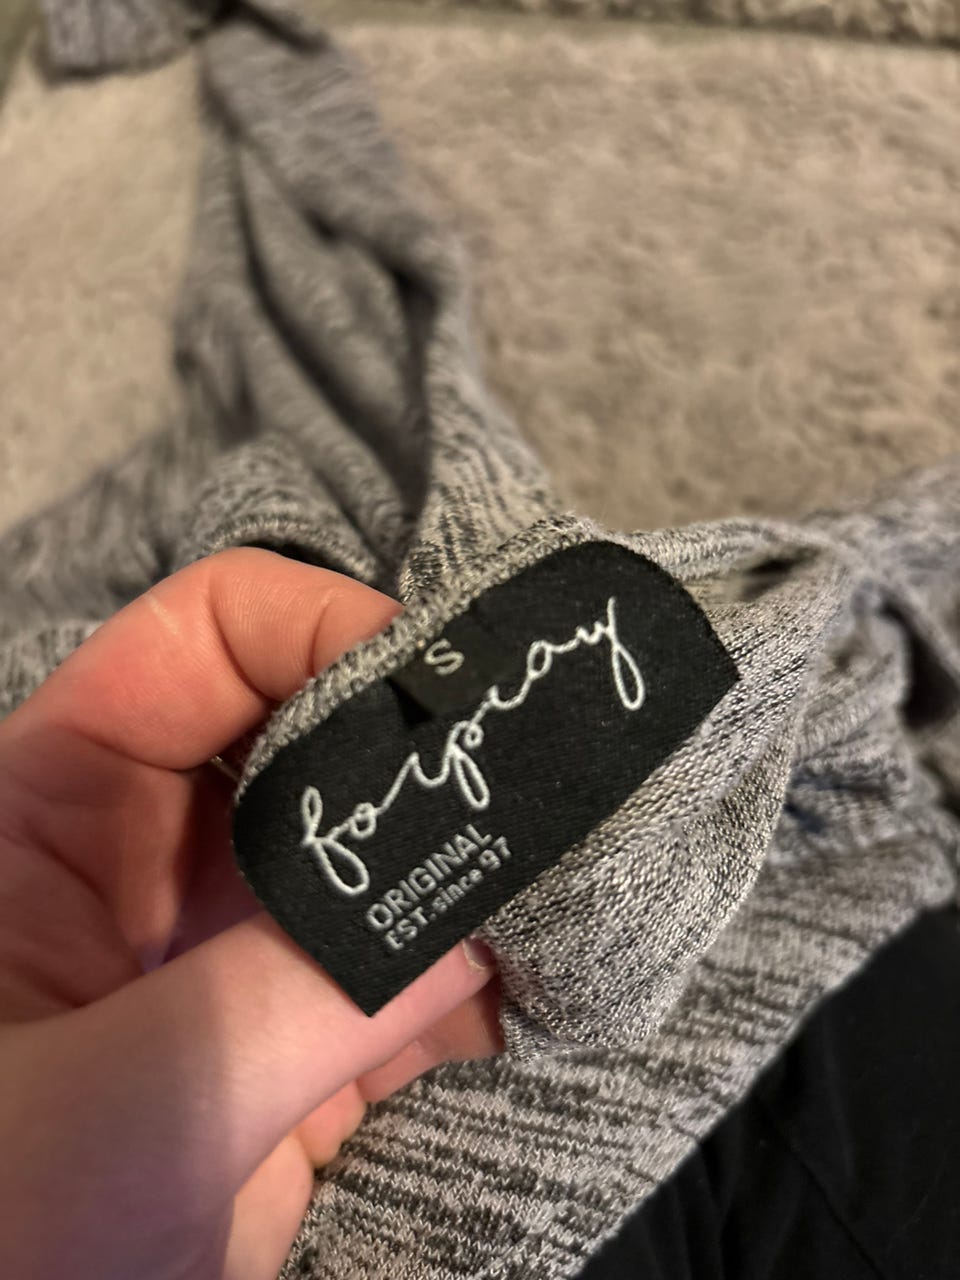 S
forplay
ORIGINAL
EST. since 97